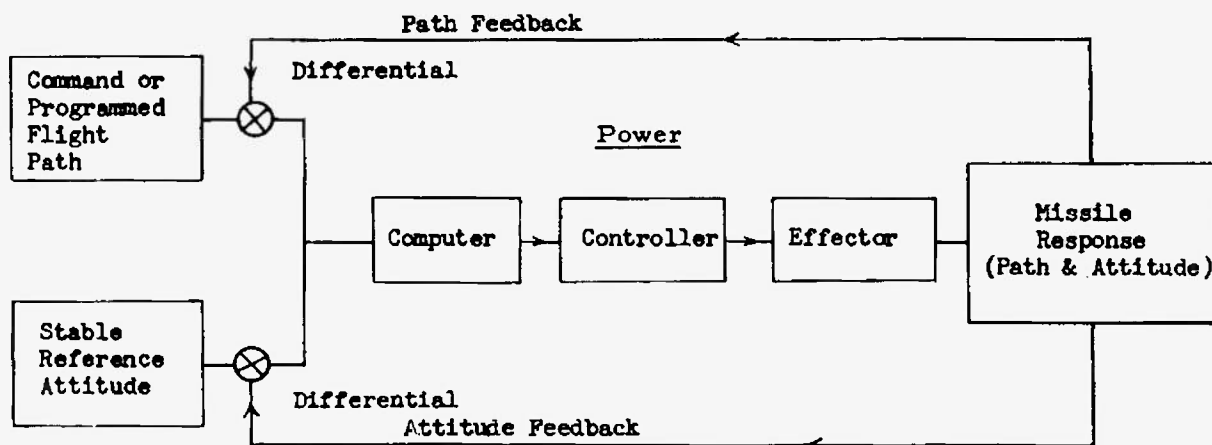 Path Feedback
Differential
Command or
Programmed
Flight
Path
Power
Computer
Controller
Effector
Missile
Response
(Path & Attitude)
Stable
Reference
Attitude
Differential
Attitude Feedback